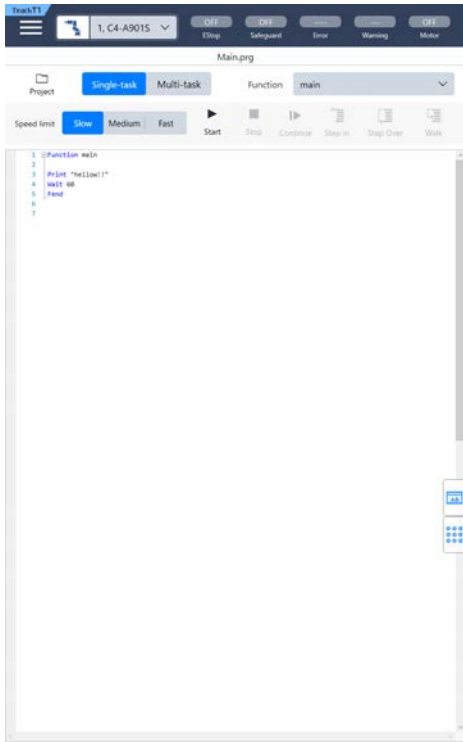 TeachT1
1, C4-A901S
OFF
EStop
OFF
Safeguard
----
Error
----
Warning
OFF
Motor
Main.prg
Project
Single-task
Multi-task
Function
main
Speed limit
Slow
Medium
Fast
Start
Stop
Continue
Step in
Step Over
Walk
1 Function main
2
3 Print "hellow!!"
4 Wait 60
5 Fend
6
7